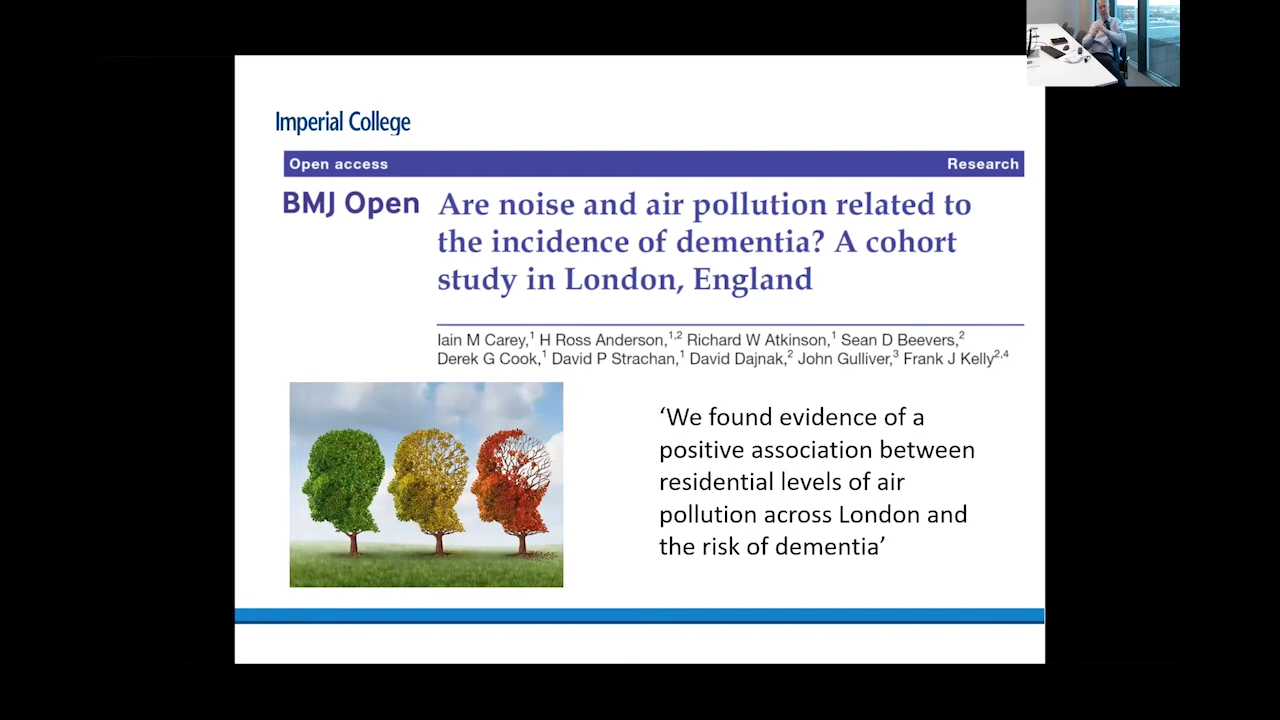 Imperial College
Open access Research
BMJ Open Are noise and air pollution related to
the incidence of dementia? A cohort
study in London, England
Iain M Carey,1 H Ross Anderson,1,2 Richard W Atkinson,1 Sean D Beevers,2
Derek G Cook,1 David P Strachan,1 David Dajnak,2 John Gulliver,3 Frank J Kelly2,4
‘We found evidence of a
positive association between
residential levels of air
pollution across London and
the risk of dementia’